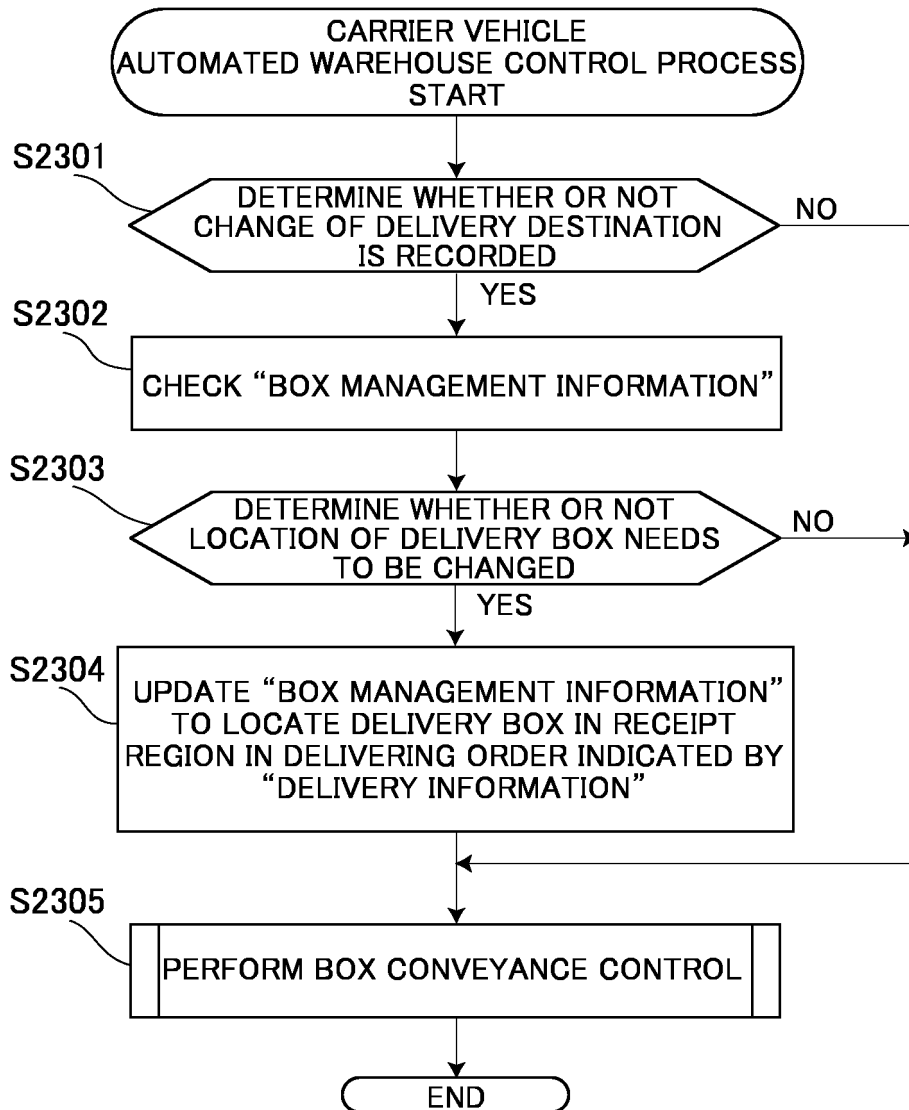 CARRIER VEHICLE
AUTOMATED WAREHOUSE CONTROL PROCESS
START
S2301
DETERMINE WHETHER OR NOT
CHANGE OF DELIVERY DESTINATION
IS RECORDED
NO
YES
S2302
CHECK “BOX MANAGEMENT INFORMATION”
S2303
DETERMINE WHETHER OR NOT
LOCATION OF DELIVERY BOX NEEDS
TO BE CHANGED
NO
YES
S2304
UPDATE “BOX MANAGEMENT INFORMATION”
TO LOCATE DELIVERY BOX IN RECEIPT
REGION IN DELIVERING ORDER INDICATED BY
“DELIVERY INFORMATION”
S2305
PERFORM BOX CONVEYANCE CONTROL
END